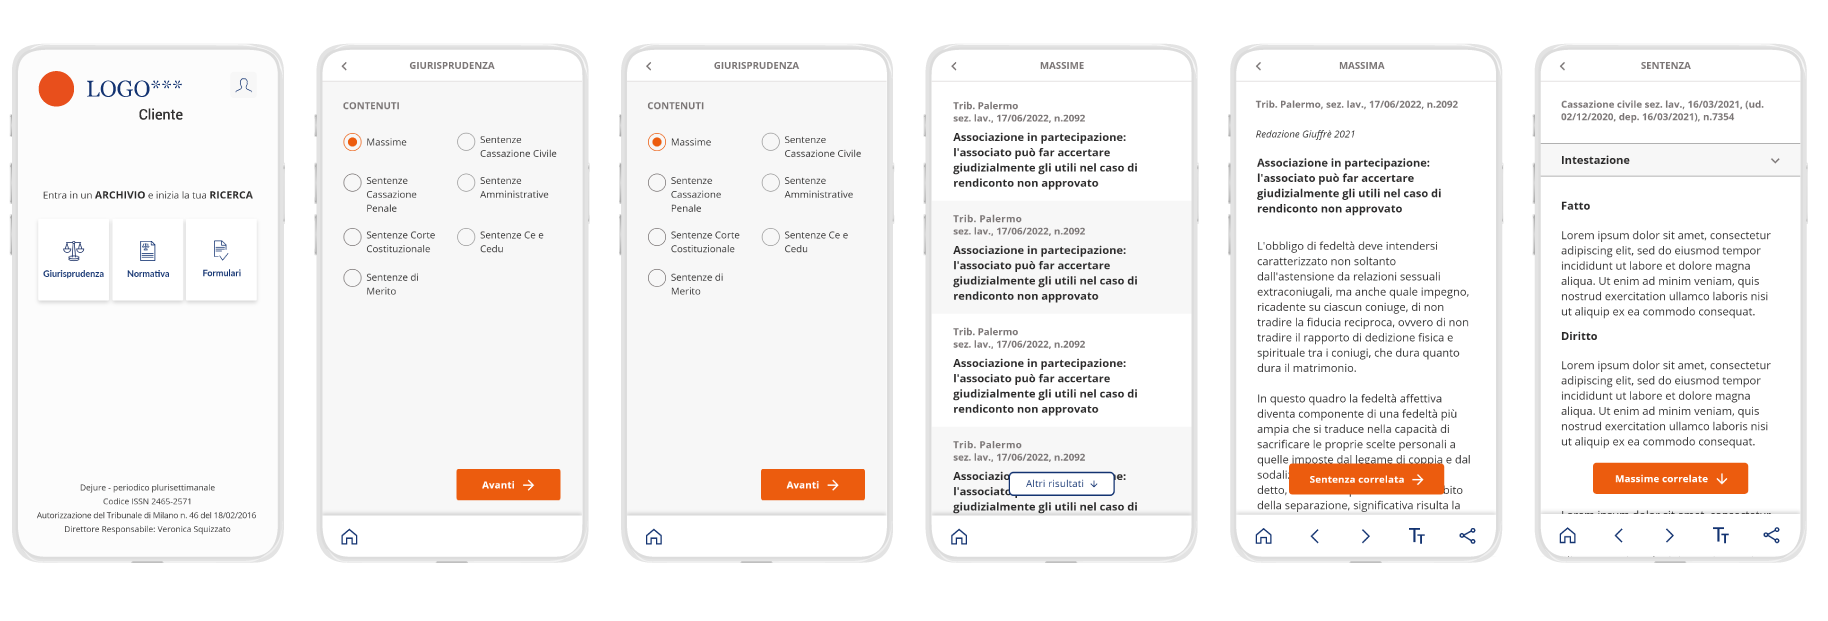 LOGO***
Cliente
Entra in un ARCHIVIO e inizia la tua RICERCA
Giurisprudenza
Normativa
Formulari
Dejure - periodico plurisettimanale
Codice ISSN 2465-2571
Autorizzazione del Tribunale di Milano n. 46 del 18/02/2016
Direttore Responsabile: Veronica Squizzato
GIURISPRUDENZA
CONTENUTI
Massime
Sentenze
Cassazione Civile
Sentenze
Cassazione
Penale
Sentenze
Amministrative
Sentenze Corte
Costituzionale
Sentenze Ce e
Cedu
Sentenze di
Merito
Avanti
GIURISPRUDENZA
CONTENUTI
Massime
Sentenze
Cassazione Civile
Sentenze
Cassazione
Penale
Sentenze
Amministrative
Sentenze Corte
Costituzionale
Sentenze Ce e
Cedu
Sentenze di
Merito
Avanti
MASSIME
Trib. Palermo
sez. lav., 17/06/2022, n.2092
Associazione in partecipazione:
l'associato può far accertare
giudizialmente gli utili nel caso di
rendiconto non approvato
Trib. Palermo
sez. lav., 17/06/2022, n.2092
Associazione in partecipazione:
l'associato può far accertare
giudizialmente gli utili nel caso di
rendiconto non approvato
Trib. Palermo
sez. lav., 17/06/2022, n.2092
Associazione in partecipazione:
l'associato può far accertare
giudizialmente gli utili nel caso di
rendiconto non approvato
Trib. Palermo
sez. lav., 17/06/2022, n.2092
Altri risultati
giudizialmente gli utili nel caso di
MASSIMA
Trib. Palermo, sez. lav., 17/06/2022, n.2092
Redazione Giuffrè 2021
Associazione in partecipazione:
l'associato può far accertare
giudizialmente gli utili nel caso di
rendiconto non approvato
L'obbligo di fedeltà deve intendersi
caratterizzato non soltanto
dall'astensione da relazioni sessuali
extraconiugali, ma anche quale impegno,
ricadente su ciascun coniuge, di non
tradire la fiducia reciproca, ovvero di non
tradire il rapporto di dedizione fisica e
spirituale tra i coniugi, che dura quanto
dura il matrimonio.
In questo quadro la fedeltà affettiva
diventa componente di una fedeltà più
ampia che si traduce nella capacità di
sacrificare le proprie scelte personali a
quelle imposte dal legame di coppia e dal
Sentenza correlata
detto,
della separazione, significativa risulta la
SENTENZA
Cassazione civile sez. lav., 16/03/2021, (ud.
02/12/2020, dep. 16/03/2021), n.7354
Intestazione
Fatto
Lorem ipsum dolor sit amet, consectetur
adipiscing elit, sed do eiusmod tempor
incididunt ut labore et dolore magna
aliqua. Ut enim ad minim veniam, quis
nostrud exercitation ullamco laboris nisi
ut aliquip ex ea commodo consequat.
Diritto
Lorem ipsum dolor sit amet, consectetur
adipiscing elit, sed do eiusmod tempor
incididunt ut labore et dolore magna
aliqua. Ut enim ad minim veniam, quis
nostrud exercitation ullamco laboris nisi
ut aliquip ex ea commodo consequat.
Massime correlate